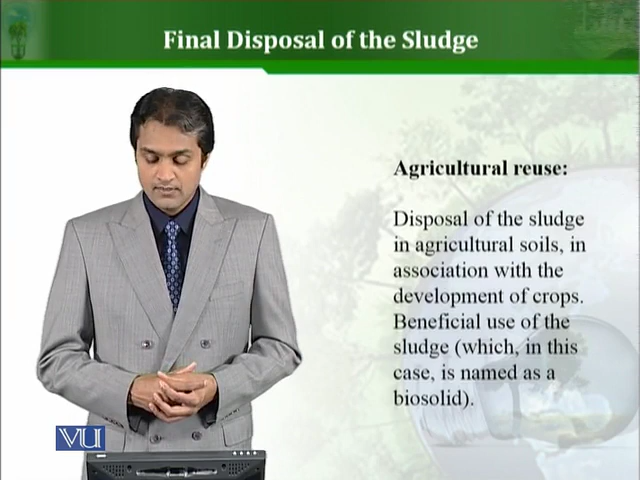 Final Disposal of the Sludge
Agricultural reuse:
Disposal of the sludge
in agricultural soils, in
association with the
development of crops.
Beneficial use of the
sludge (which, in this
case, is named as a
biosolid).
VU